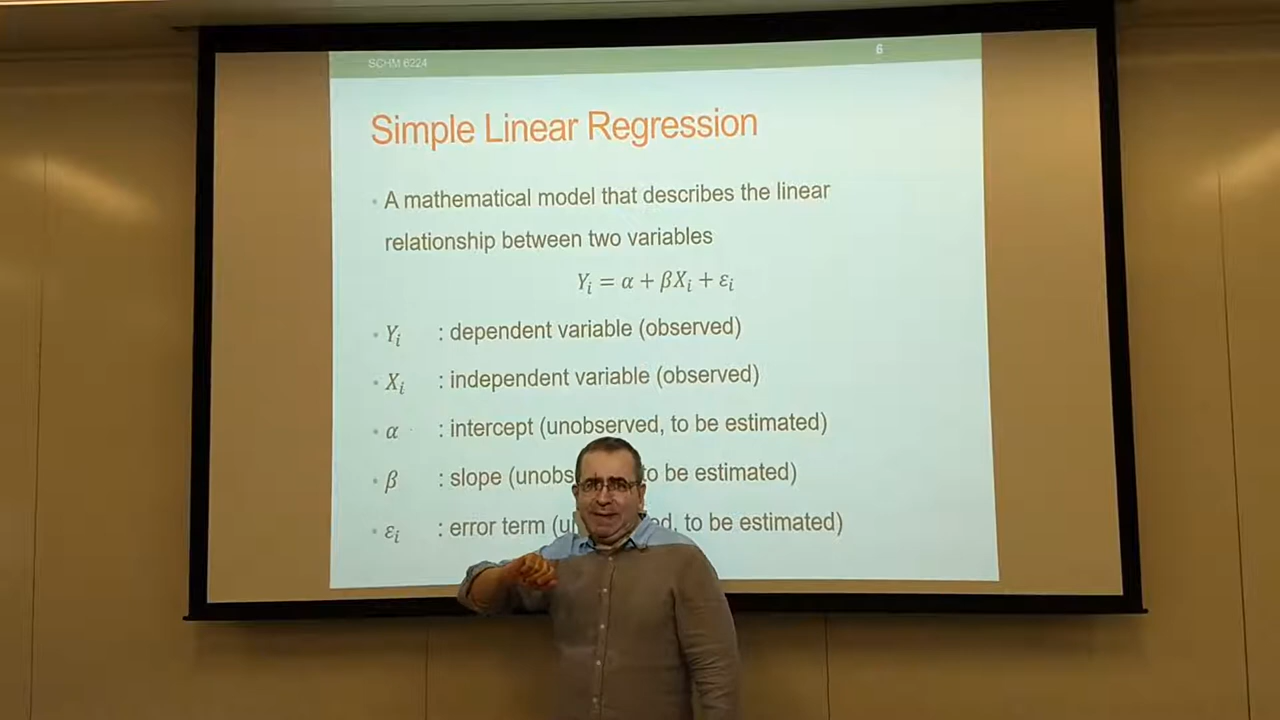 SCHM 6224
6
Simple Linear Regression
• A mathematical model that describes the linear
relationship between two variables
Yᵢ = α + βXᵢ + εᵢ
• Yᵢ : dependent variable (observed)
• Xᵢ : independent variable (observed)
• α : intercept (unobserved, to be estimated)
• β : slope (unobs to be estimated)
• εᵢ : error term (u ed, to be estimated)